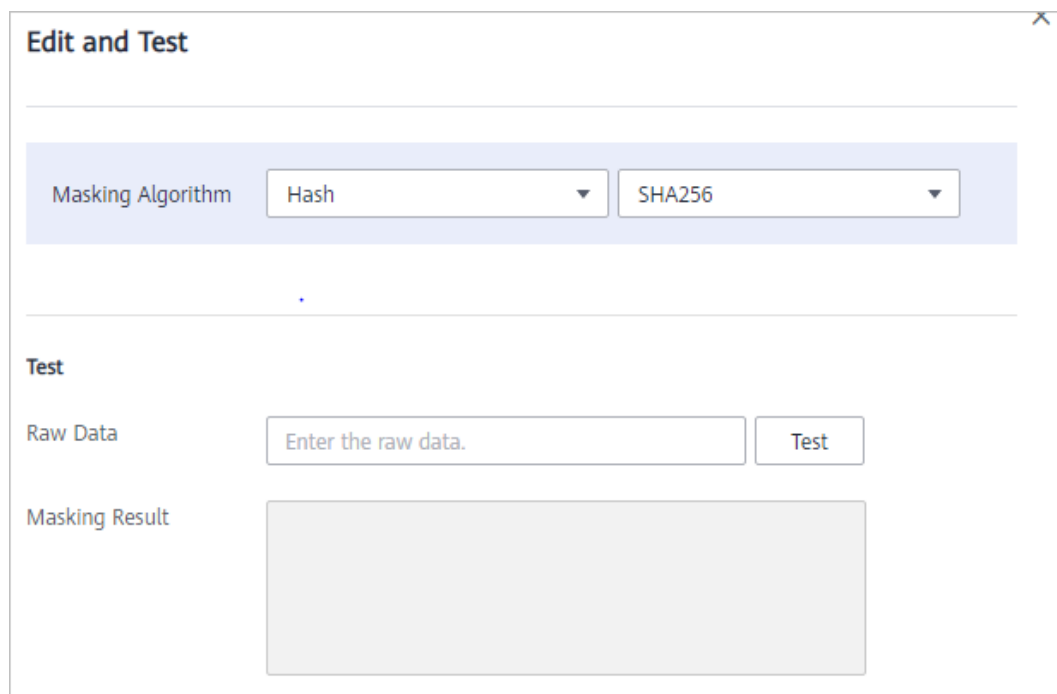 Edit and Test
Masking Algorithm Hash SHA256
Test
Raw Data Enter the raw data. Test
Masking Result